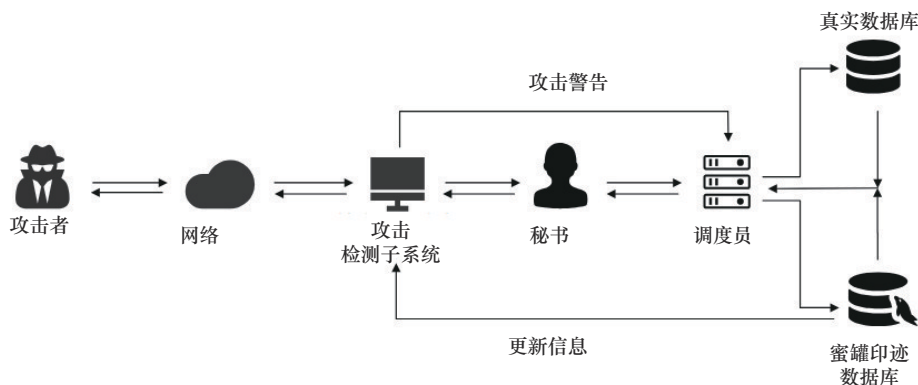 真实数据库
攻击警告
攻击者
网络
攻击
检测子系统
秘书
调度员
更新信息
蜜罐印迹
数据库